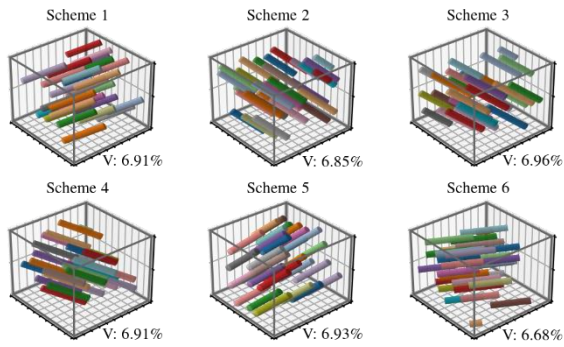 Scheme 1
Scheme 2
Scheme 3
V: 6.91%
V: 6.85%
V: 6.96%
Scheme 4
Scheme 5
Scheme 6
V: 6.91%
V: 6.93%
V: 6.68%